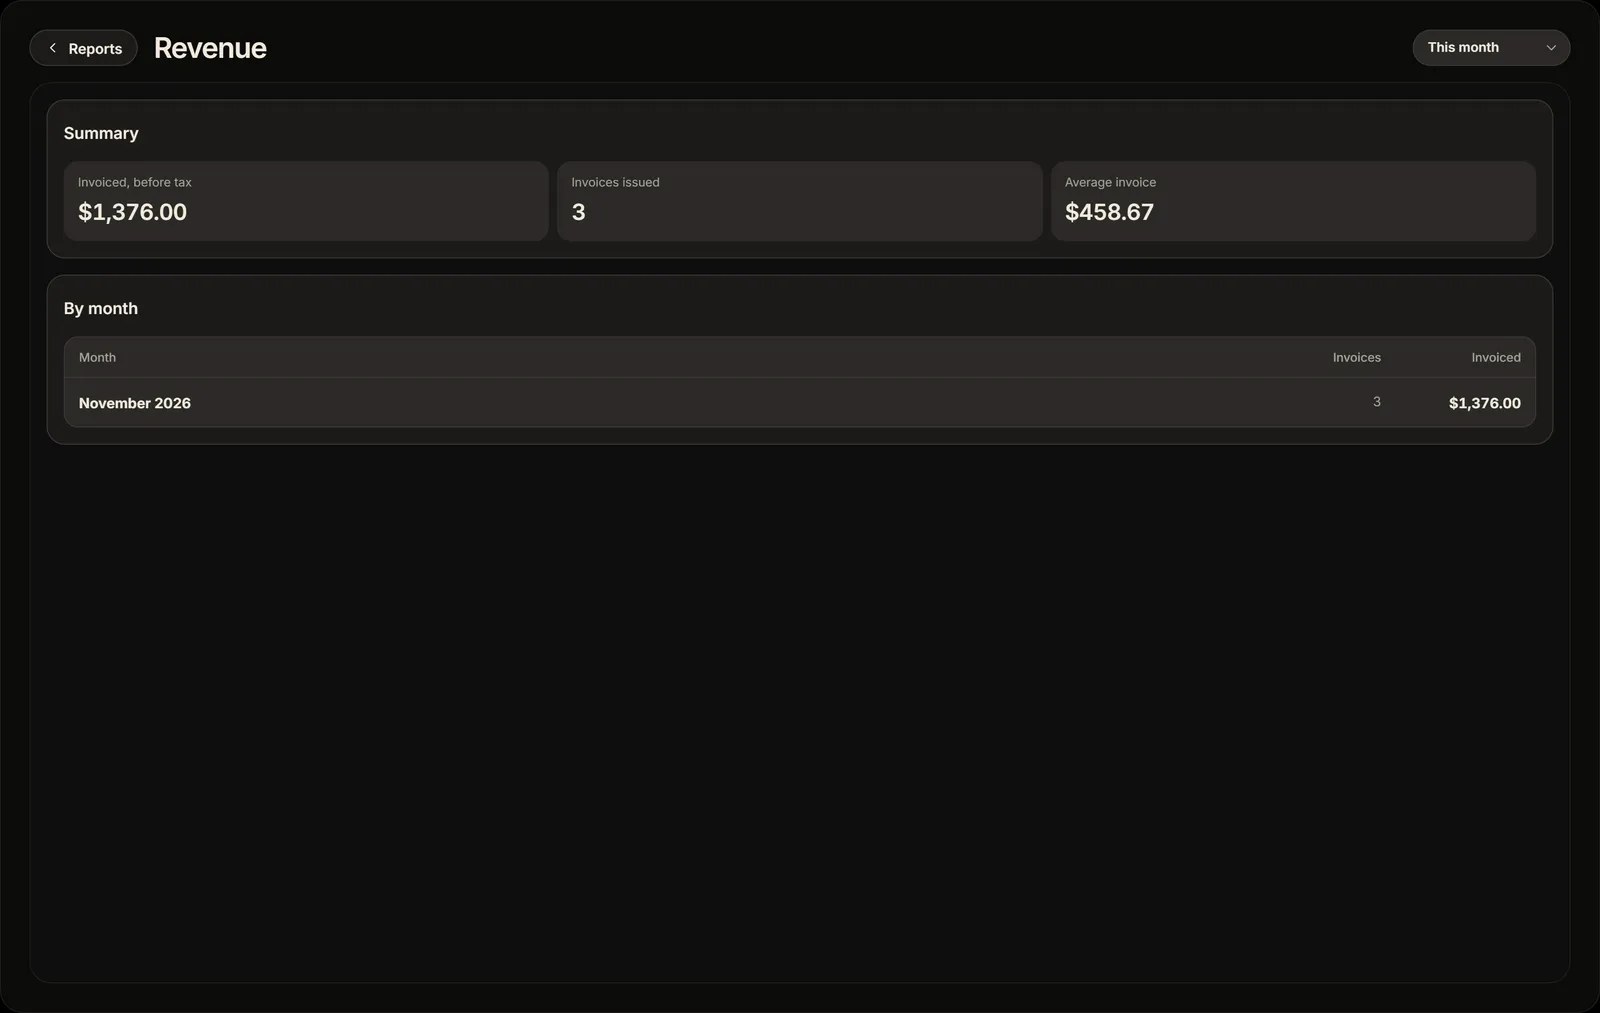 Reports
Revenue
This month
Summary
Invoiced, before tax
$1,376.00
Invoices issued
3
Average invoice
$458.67
By month
Month Invoices Invoiced
November 2026 3 $1,376.00